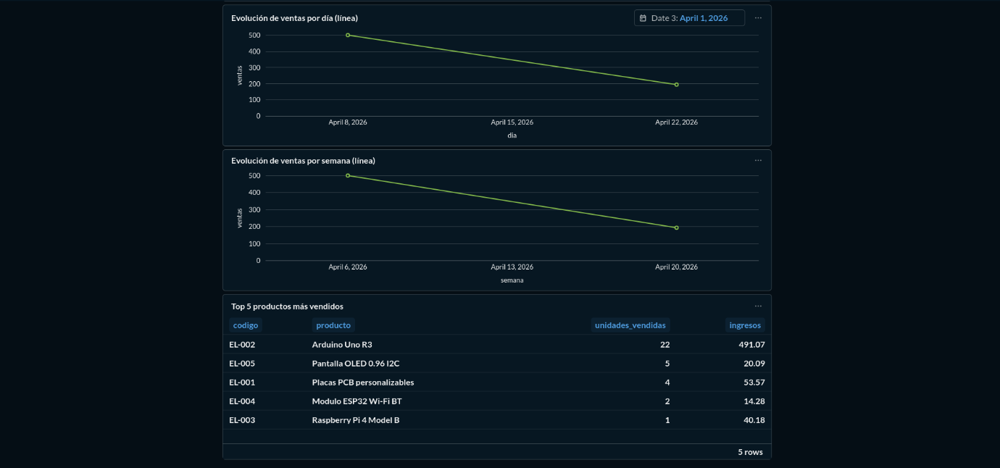 Evolución de ventas por día (línea)
Date 3: April 1, 2026
500
400
300
200
100
0
ventas
April 8, 2026 April 15, 2026 April 22, 2026
día
Evolución de ventas por semana (línea)
500
400
300
200
100
0
ventas
April 6, 2026 April 13, 2026 April 20, 2026
semana
Top 5 productos más vendidos
codigo producto unidades_vendidas ingresos
EL-002 Arduino Uno R3 22 491.07
EL-005 Pantalla OLED 0.96 I2C 5 20.09
EL-001 Placas PCB personalizables 4 53.57
EL-004 Modulo ESP32 Wi-Fi BT 2 14.28
EL-003 Raspberry Pi 4 Model B 1 40.18
5 rows